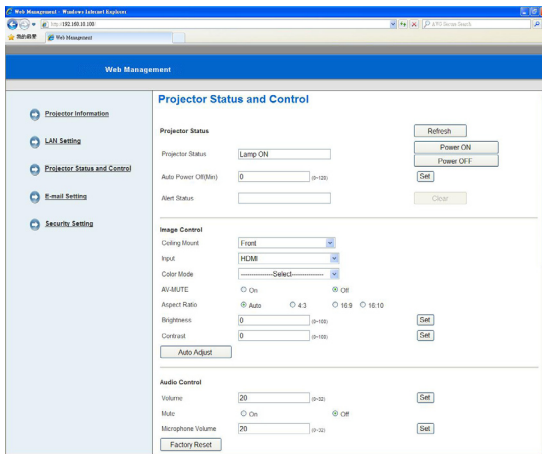 Web Management - Windows Internet Explorer
http://192.168.10.100/
Web Management
Web Management
Projector Information
LAN Setting
Projector Status and Control
E-mail Setting
Security Setting
Projector Status and Control
Projector Status
Refresh
Power ON
Projector Status Lamp ON
Power OFF
Auto Power Off(Min) 0 (0~120) Set
Alert Status Clear
Image Control
Ceiling Mount Front
Input HDMI
Color Mode ---------------Select---------------
AV-MUTE On Off
Aspect Ratio Auto 4:3 16:9 16:10
Brightness 0 (0~100) Set
Contrast 0 (0~100) Set
Auto Adjust
Audio Control
Volume 20 (0~32) Set
Mute On Off
Microphone Volume 20 (0~32) Set
Factory Reset